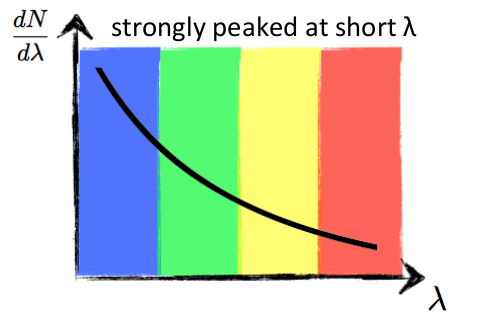 dN
dλ
strongly peaked at short λ
λ